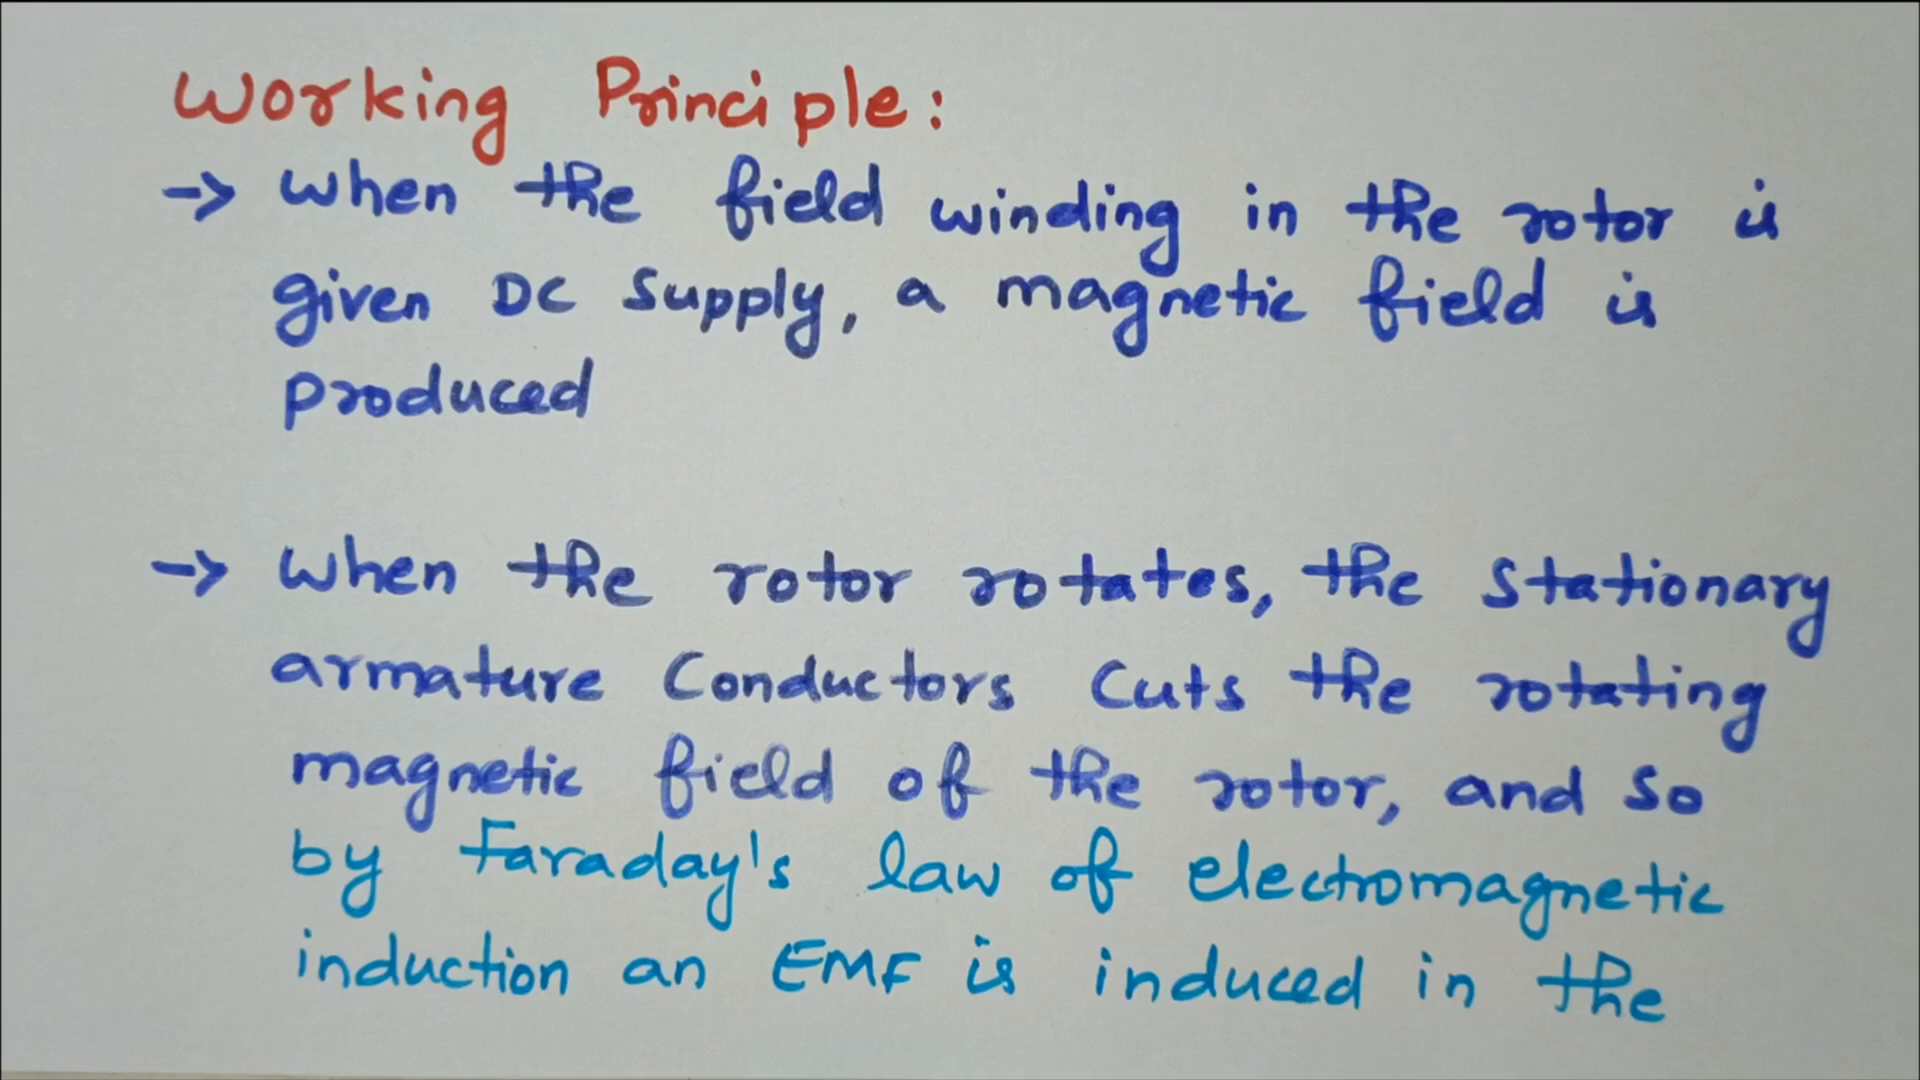 Working Principle:
→ When the field winding in the rotor is
given DC Supply, a magnetic field is
produced
→ When the rotor rotates, the Stationary
armature Conductors Cuts the rotating
magnetic field of the rotor, and so
by Faraday's law of electromagnetic
induction an EMF is induced in the